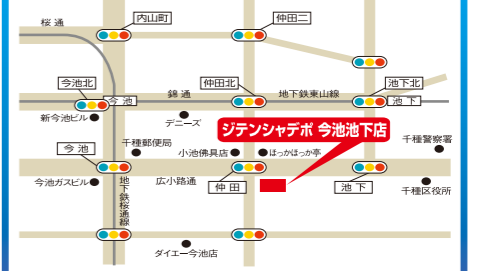 桜 通
内山町
仲田二
今池北
今 池
錦 通
仲田北
地下鉄東山線
池下北
池 下
新今池ビル
デニーズ
ジテンシャデポ 今池池下店
千種郵便局
千種警察署
今 池
小池佛具店
ほっかほっか亭
今池ガスビル
地下鉄桜通線
広小路通
仲 田
池 下
千種区役所
ダイエー今池店